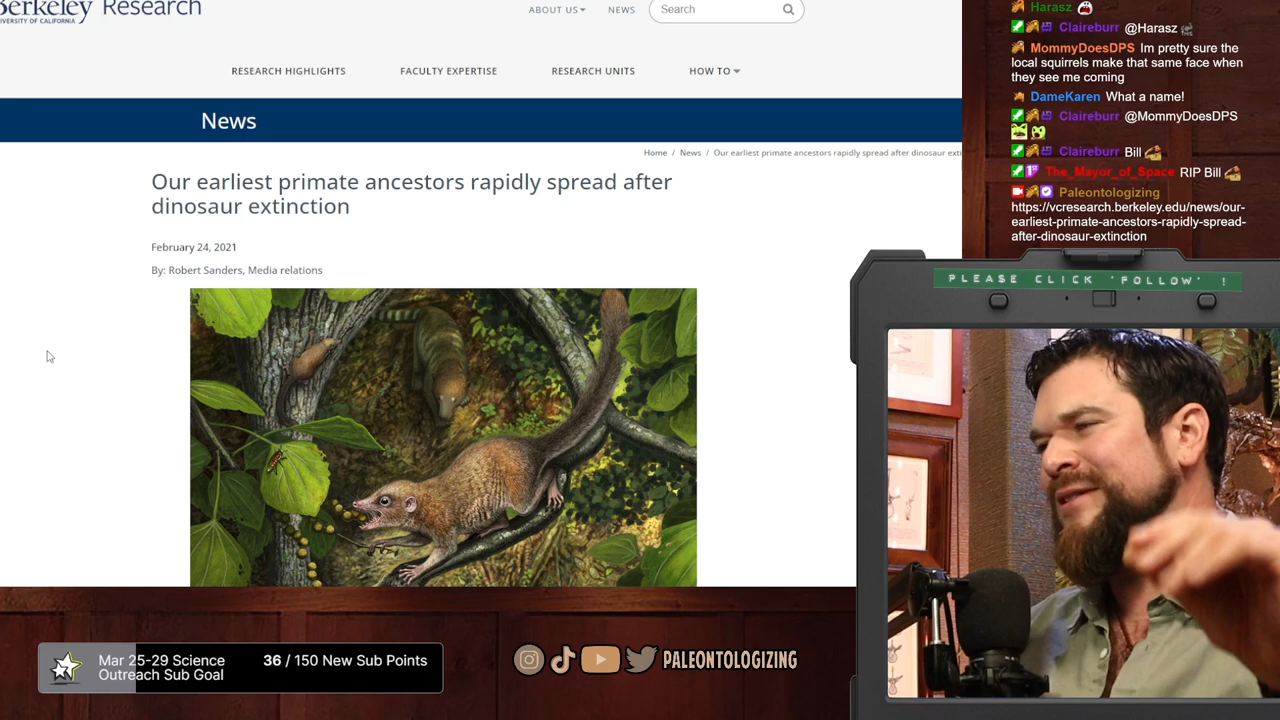 Berkeley Research
UNIVERSITY OF CALIFORNIA
ABOUT US
NEWS
Search
RESEARCH HIGHLIGHTS
FACULTY EXPERTISE
RESEARCH UNITS
HOW TO
News
Home / News / Our earliest primate ancestors rapidly spread after dinosaur exti
Our earliest primate ancestors rapidly spread after
dinosaur extinction
February 24, 2021
By: Robert Sanders, Media relations
Harasz
Claireburr @Harasz
MommyDoesDPS Im pretty sure the
local squirrels make that same face when
they see me coming
DameKaren What a name!
Claireburr @MommyDoesDPS
Claireburr Bill
The_Mayor_of_Space RIP Bill
Paleontologizing
https://vcresearch.berkeley.edu/news/our-
earliest-primate-ancestors-rapidly-spread-
after-dinosaur-extinction
PLEASE CLICK 'FOLLOW' !
Mar 25-29 Science
Outreach Sub Goal
36 / 150 New Sub Points
PALEONTOLOGIZING